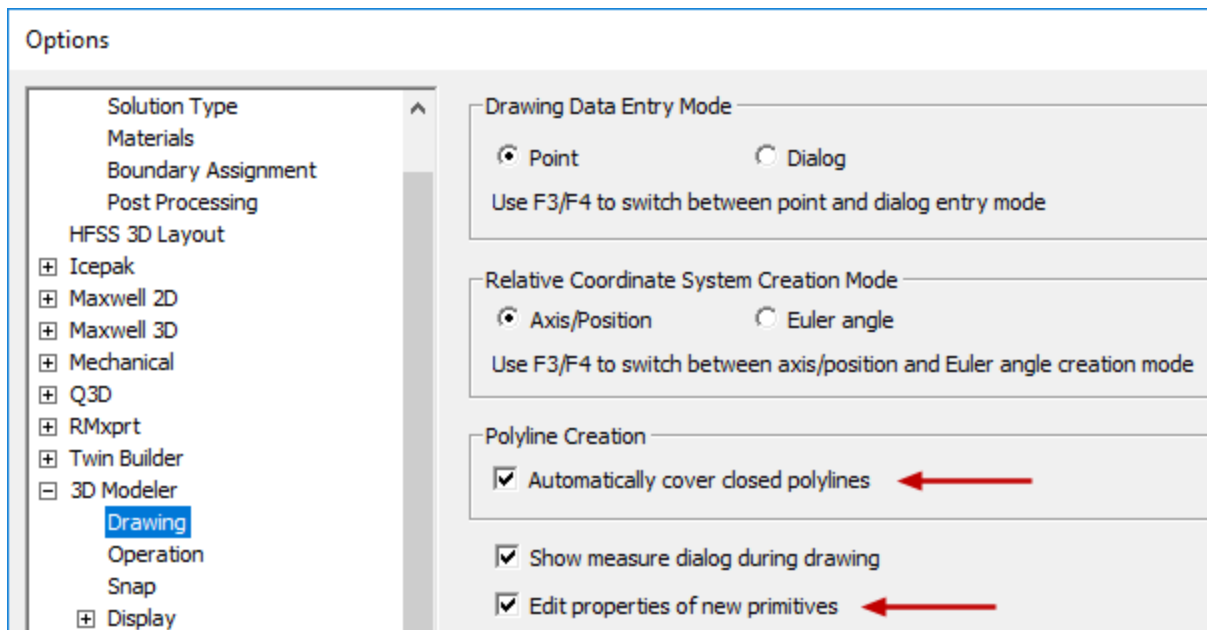 Options
Solution Type
Materials
Boundary Assignment
Post Processing
HFSS 3D Layout
Icepak
Maxwell 2D
Maxwell 3D
Mechanical
Q3D
RMxprt
Twin Builder
3D Modeler
Drawing
Operation
Snap
Display
Drawing Data Entry Mode
Point Dialog
Use F3/F4 to switch between point and dialog entry mode
Relative Coordinate System Creation Mode
Axis/Position Euler angle
Use F3/F4 to switch between axis/position and Euler angle creation mode
Polyline Creation
Automatically cover closed polylines
Show measure dialog during drawing
Edit properties of new primitives